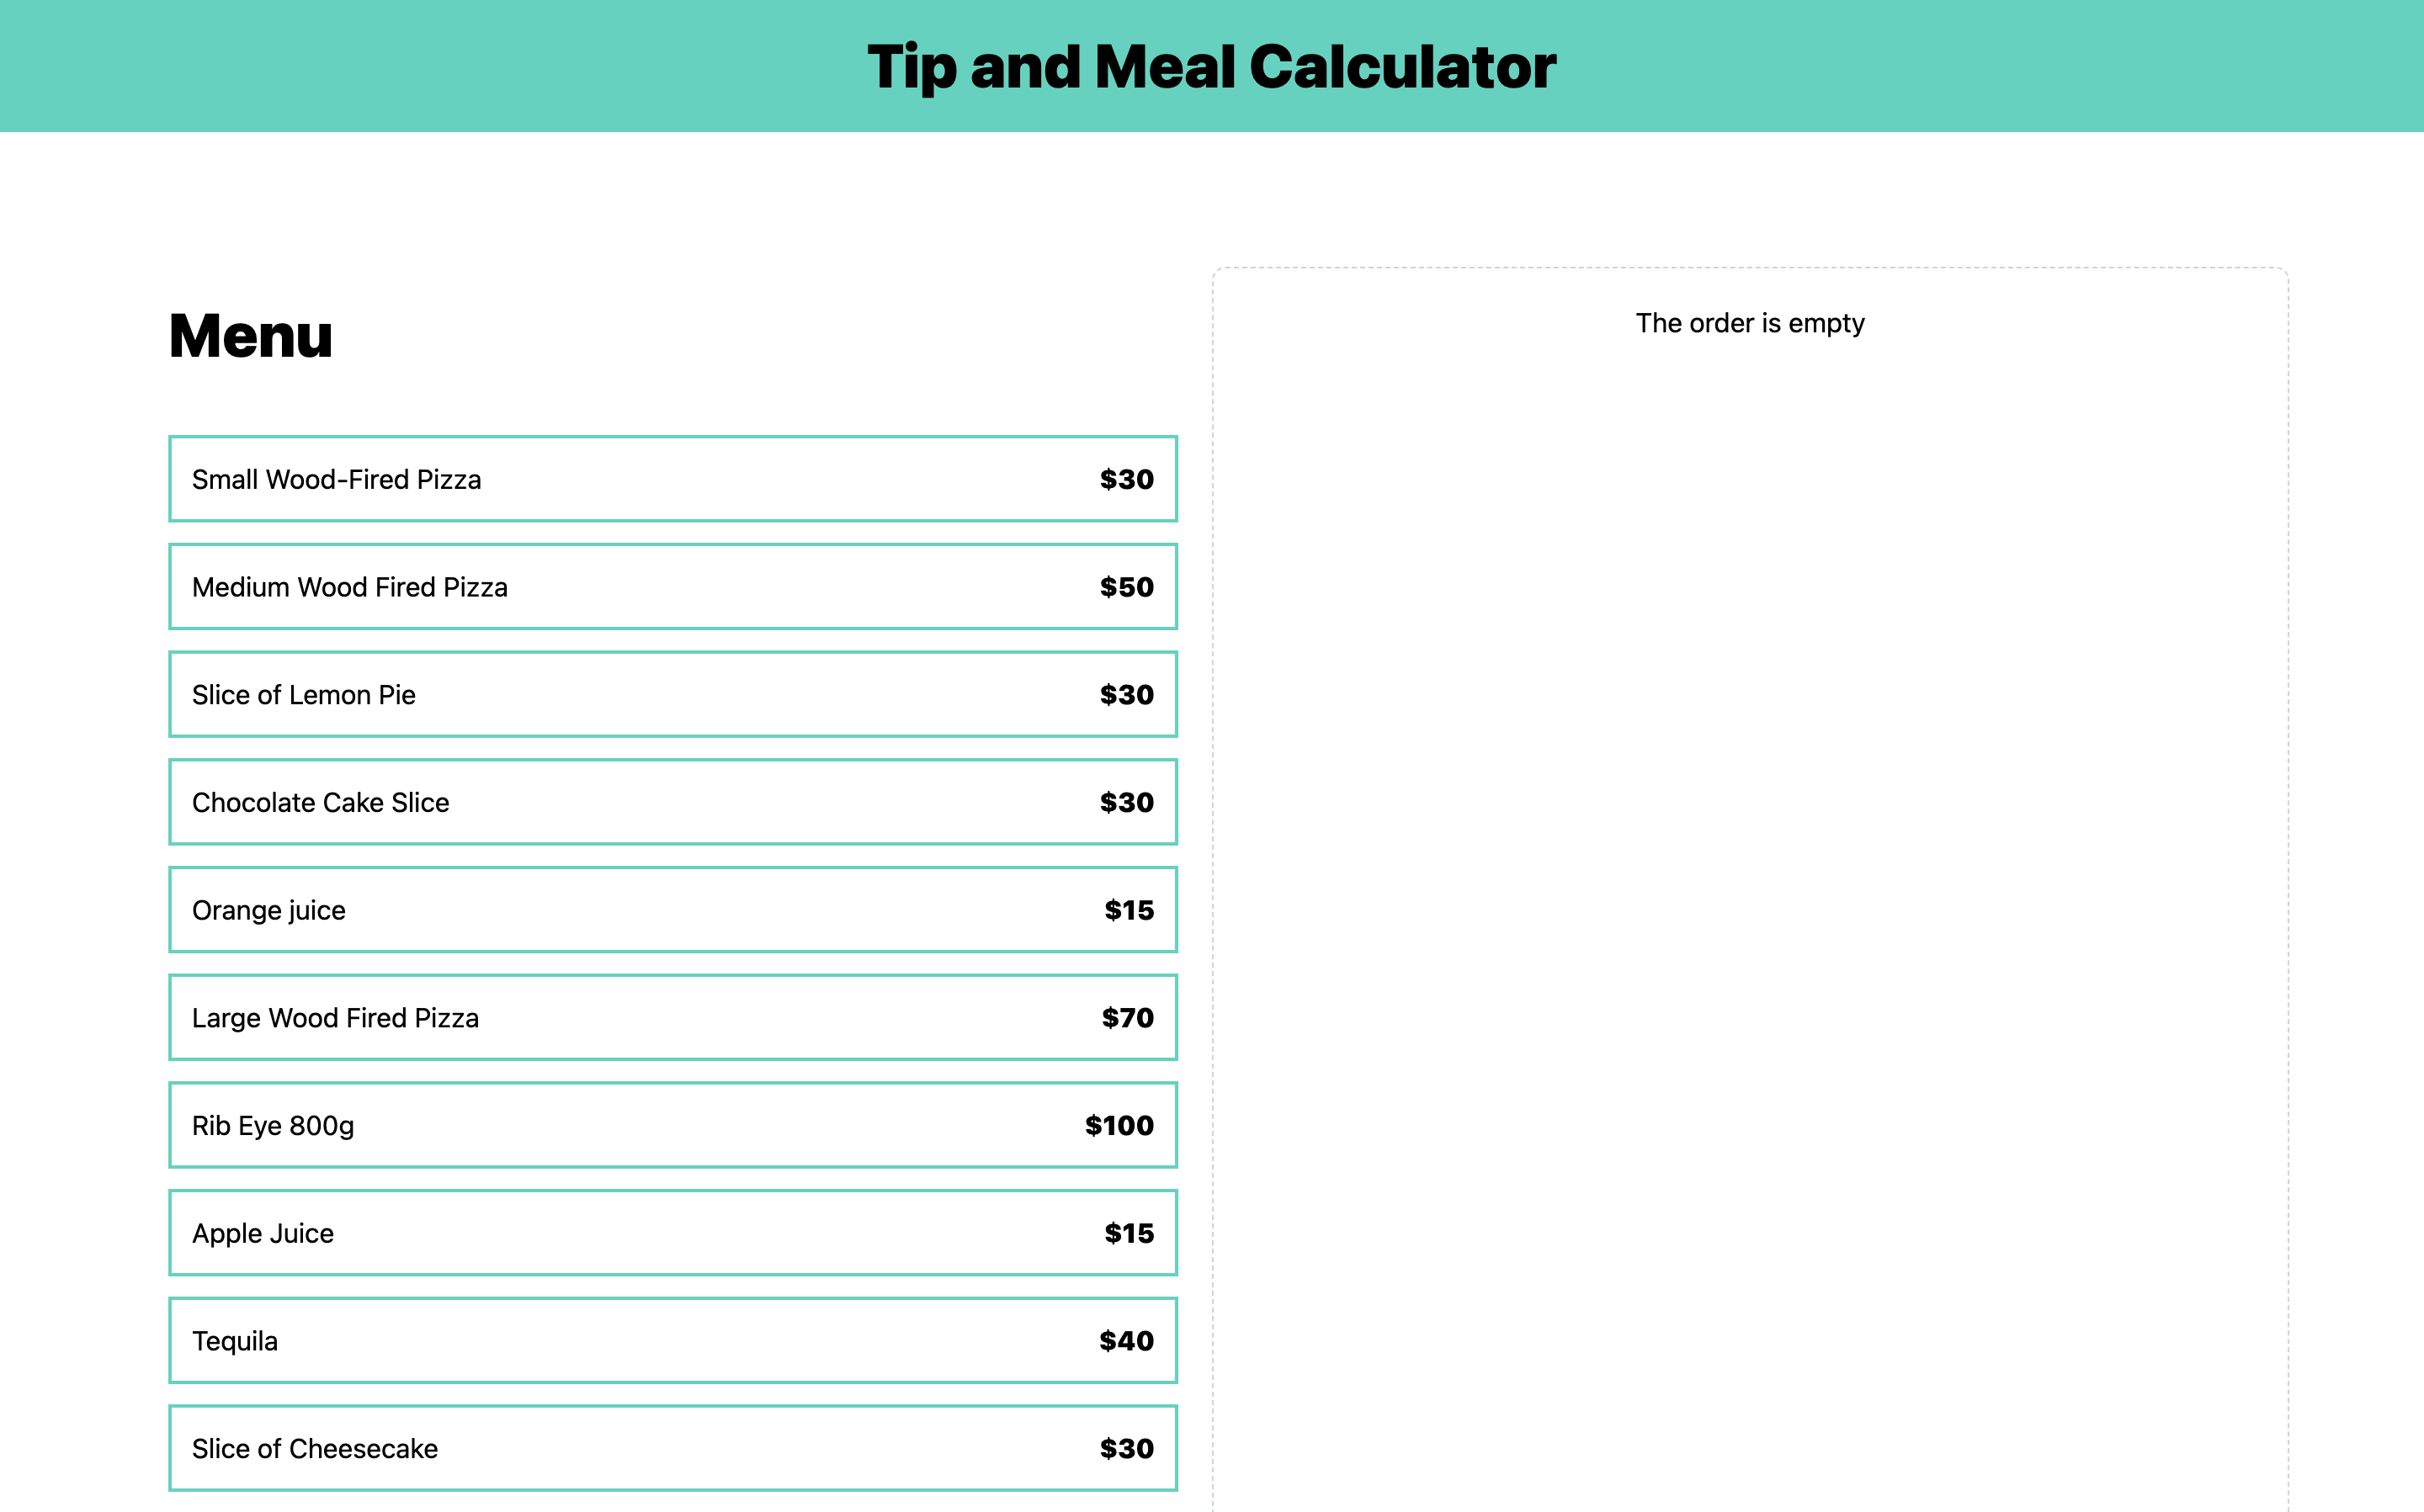 Tip and Meal Calculator
Menu
Small Wood-Fired Pizza $30
Medium Wood Fired Pizza $50
Slice of Lemon Pie $30
Chocolate Cake Slice $30
Orange juice $15
Large Wood Fired Pizza $70
Rib Eye 800g $100
Apple Juice $15
Tequila $40
Slice of Cheesecake $30
The order is empty